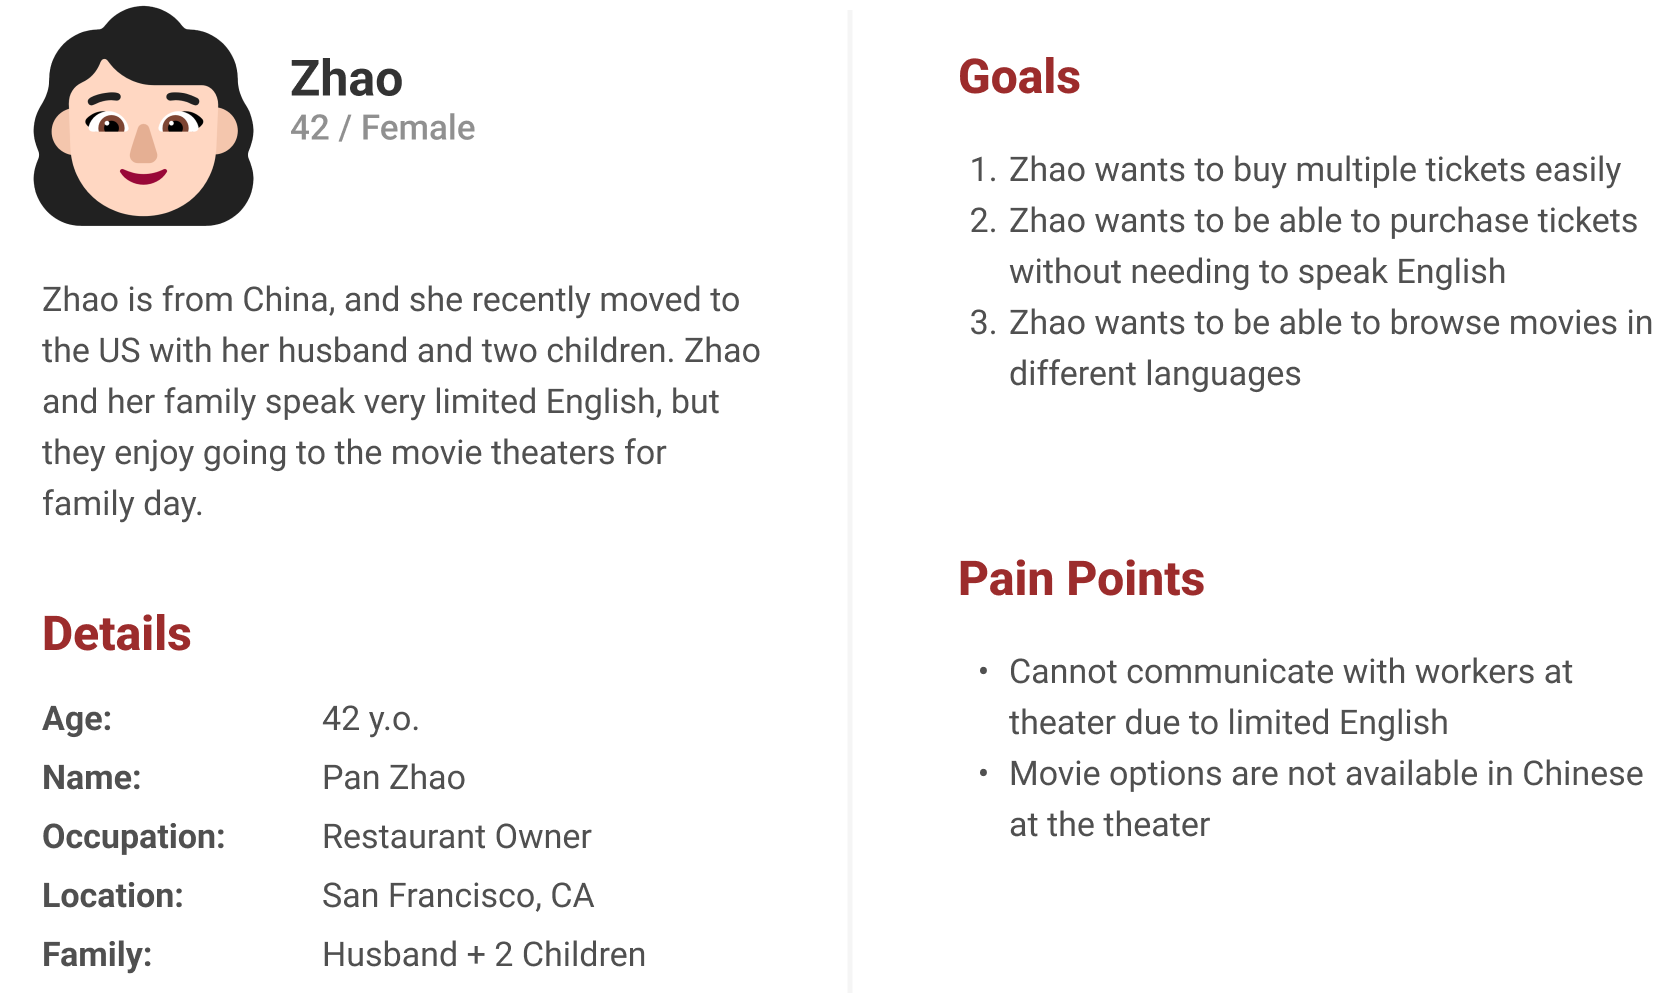 Zhao
42 / Female
Zhao is from China, and she recently moved to
the US with her husband and two children. Zhao
and her family speak very limited English, but
they enjoy going to the movie theaters for
family day.
Details
Age: 42 y.o.
Name: Pan Zhao
Occupation: Restaurant Owner
Location: San Francisco, CA
Family: Husband + 2 Children
Goals
1. Zhao wants to buy multiple tickets easily
2. Zhao wants to be able to purchase tickets
without needing to speak English
3. Zhao wants to be able to browse movies in
different languages
Pain Points
• Cannot communicate with workers at
theater due to limited English
• Movie options are not available in Chinese
at the theater